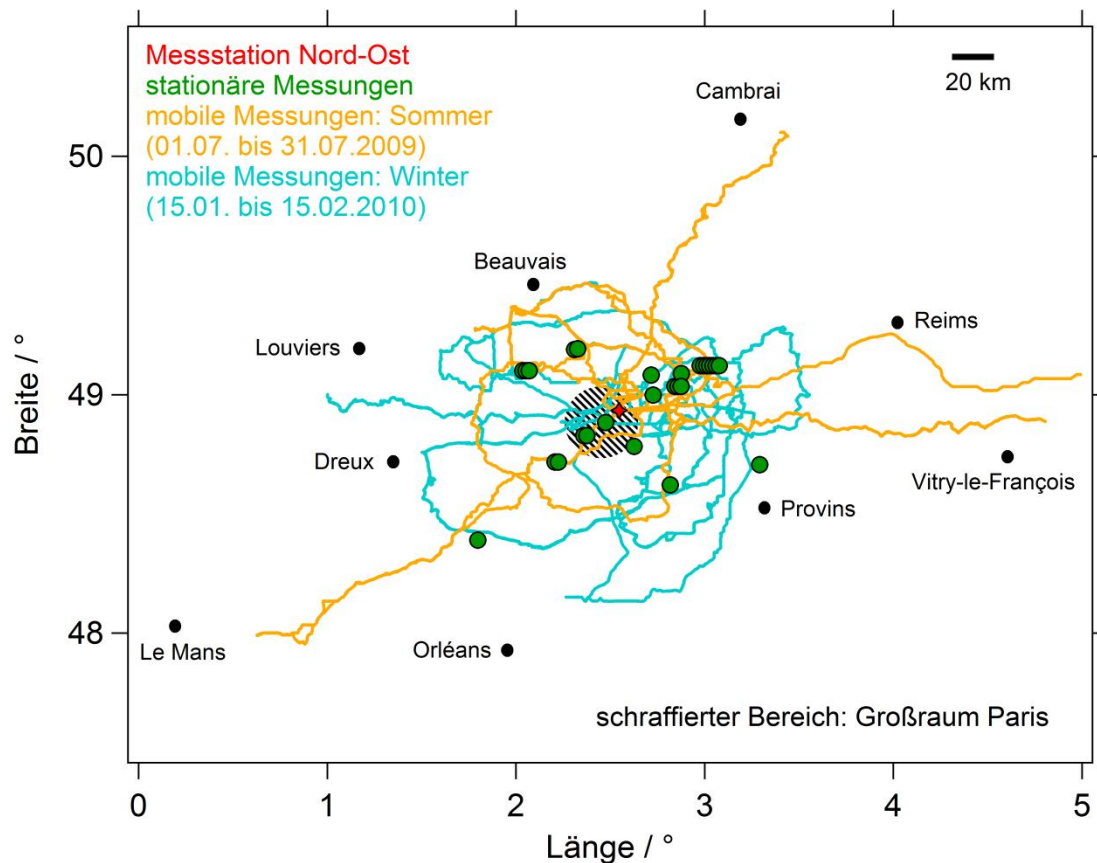 Messstation Nord-Ost
stationäre Messungen
mobile Messungen: Sommer
(01.07. bis 31.07.2009)
mobile Messungen: Winter
(15.01. bis 15.02.2010)
20 km
Cambrai
50
Beauvais
Reims
Louviers
49
Breite / °
Dreux
Vitry-le-François
Provins
48
Le Mans
Orléans
schraffierter Bereich: Großraum Paris
0
1
2
3
4
5
Länge / °